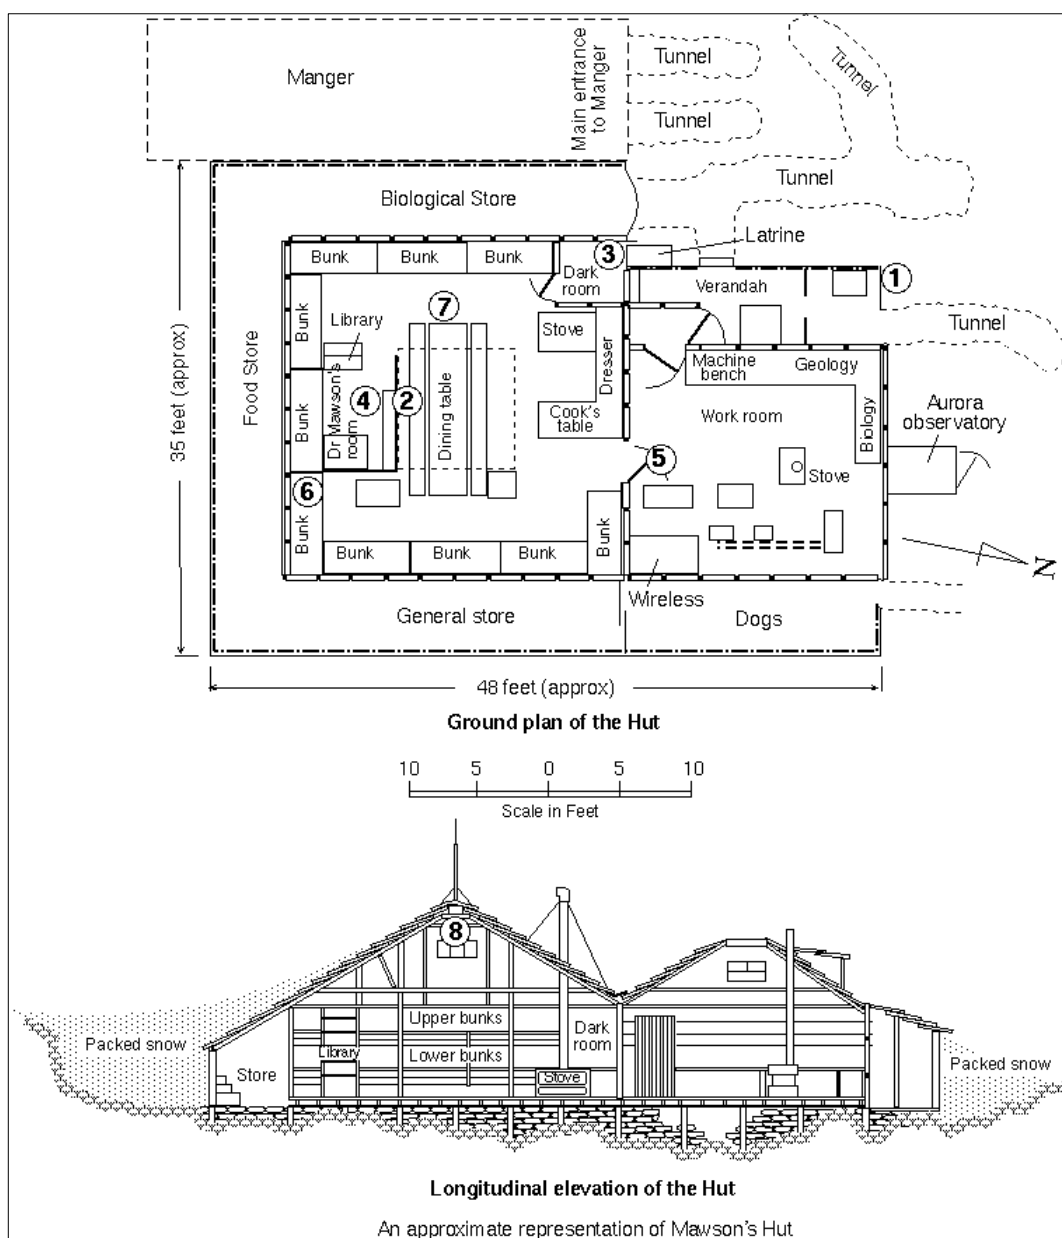 Manger
Main entrance
to Manger
Tunnel
Tunnel
Tunnel
Tunnel
Biological Store
Latrine
3
1
Bunk
Bunk
Bunk
Dark
room
Verandah
Bunk
7
Library
Stove
Dresser
Tunnel
Machine
bench
Geology
35 feet (approx)
Food Store
Bunk
Dr Mawson's
room
4
2
Dining table
Cook's
table
Work room
Biology
Aurora
observatory
5
Stove
6
Bunk
Bunk
Bunk
Bunk
Bunk
N
Wireless
General store
Dogs
48 feet (approx)
Ground plan of the Hut
10 5 0 5 10
Scale in Feet
8
Upper bunks
Dark
room
Packed snow
Library
Lower bunks
Packed snow
Store
Stove
Longitudinal elevation of the Hut
An approximate representation of Mawson's Hut